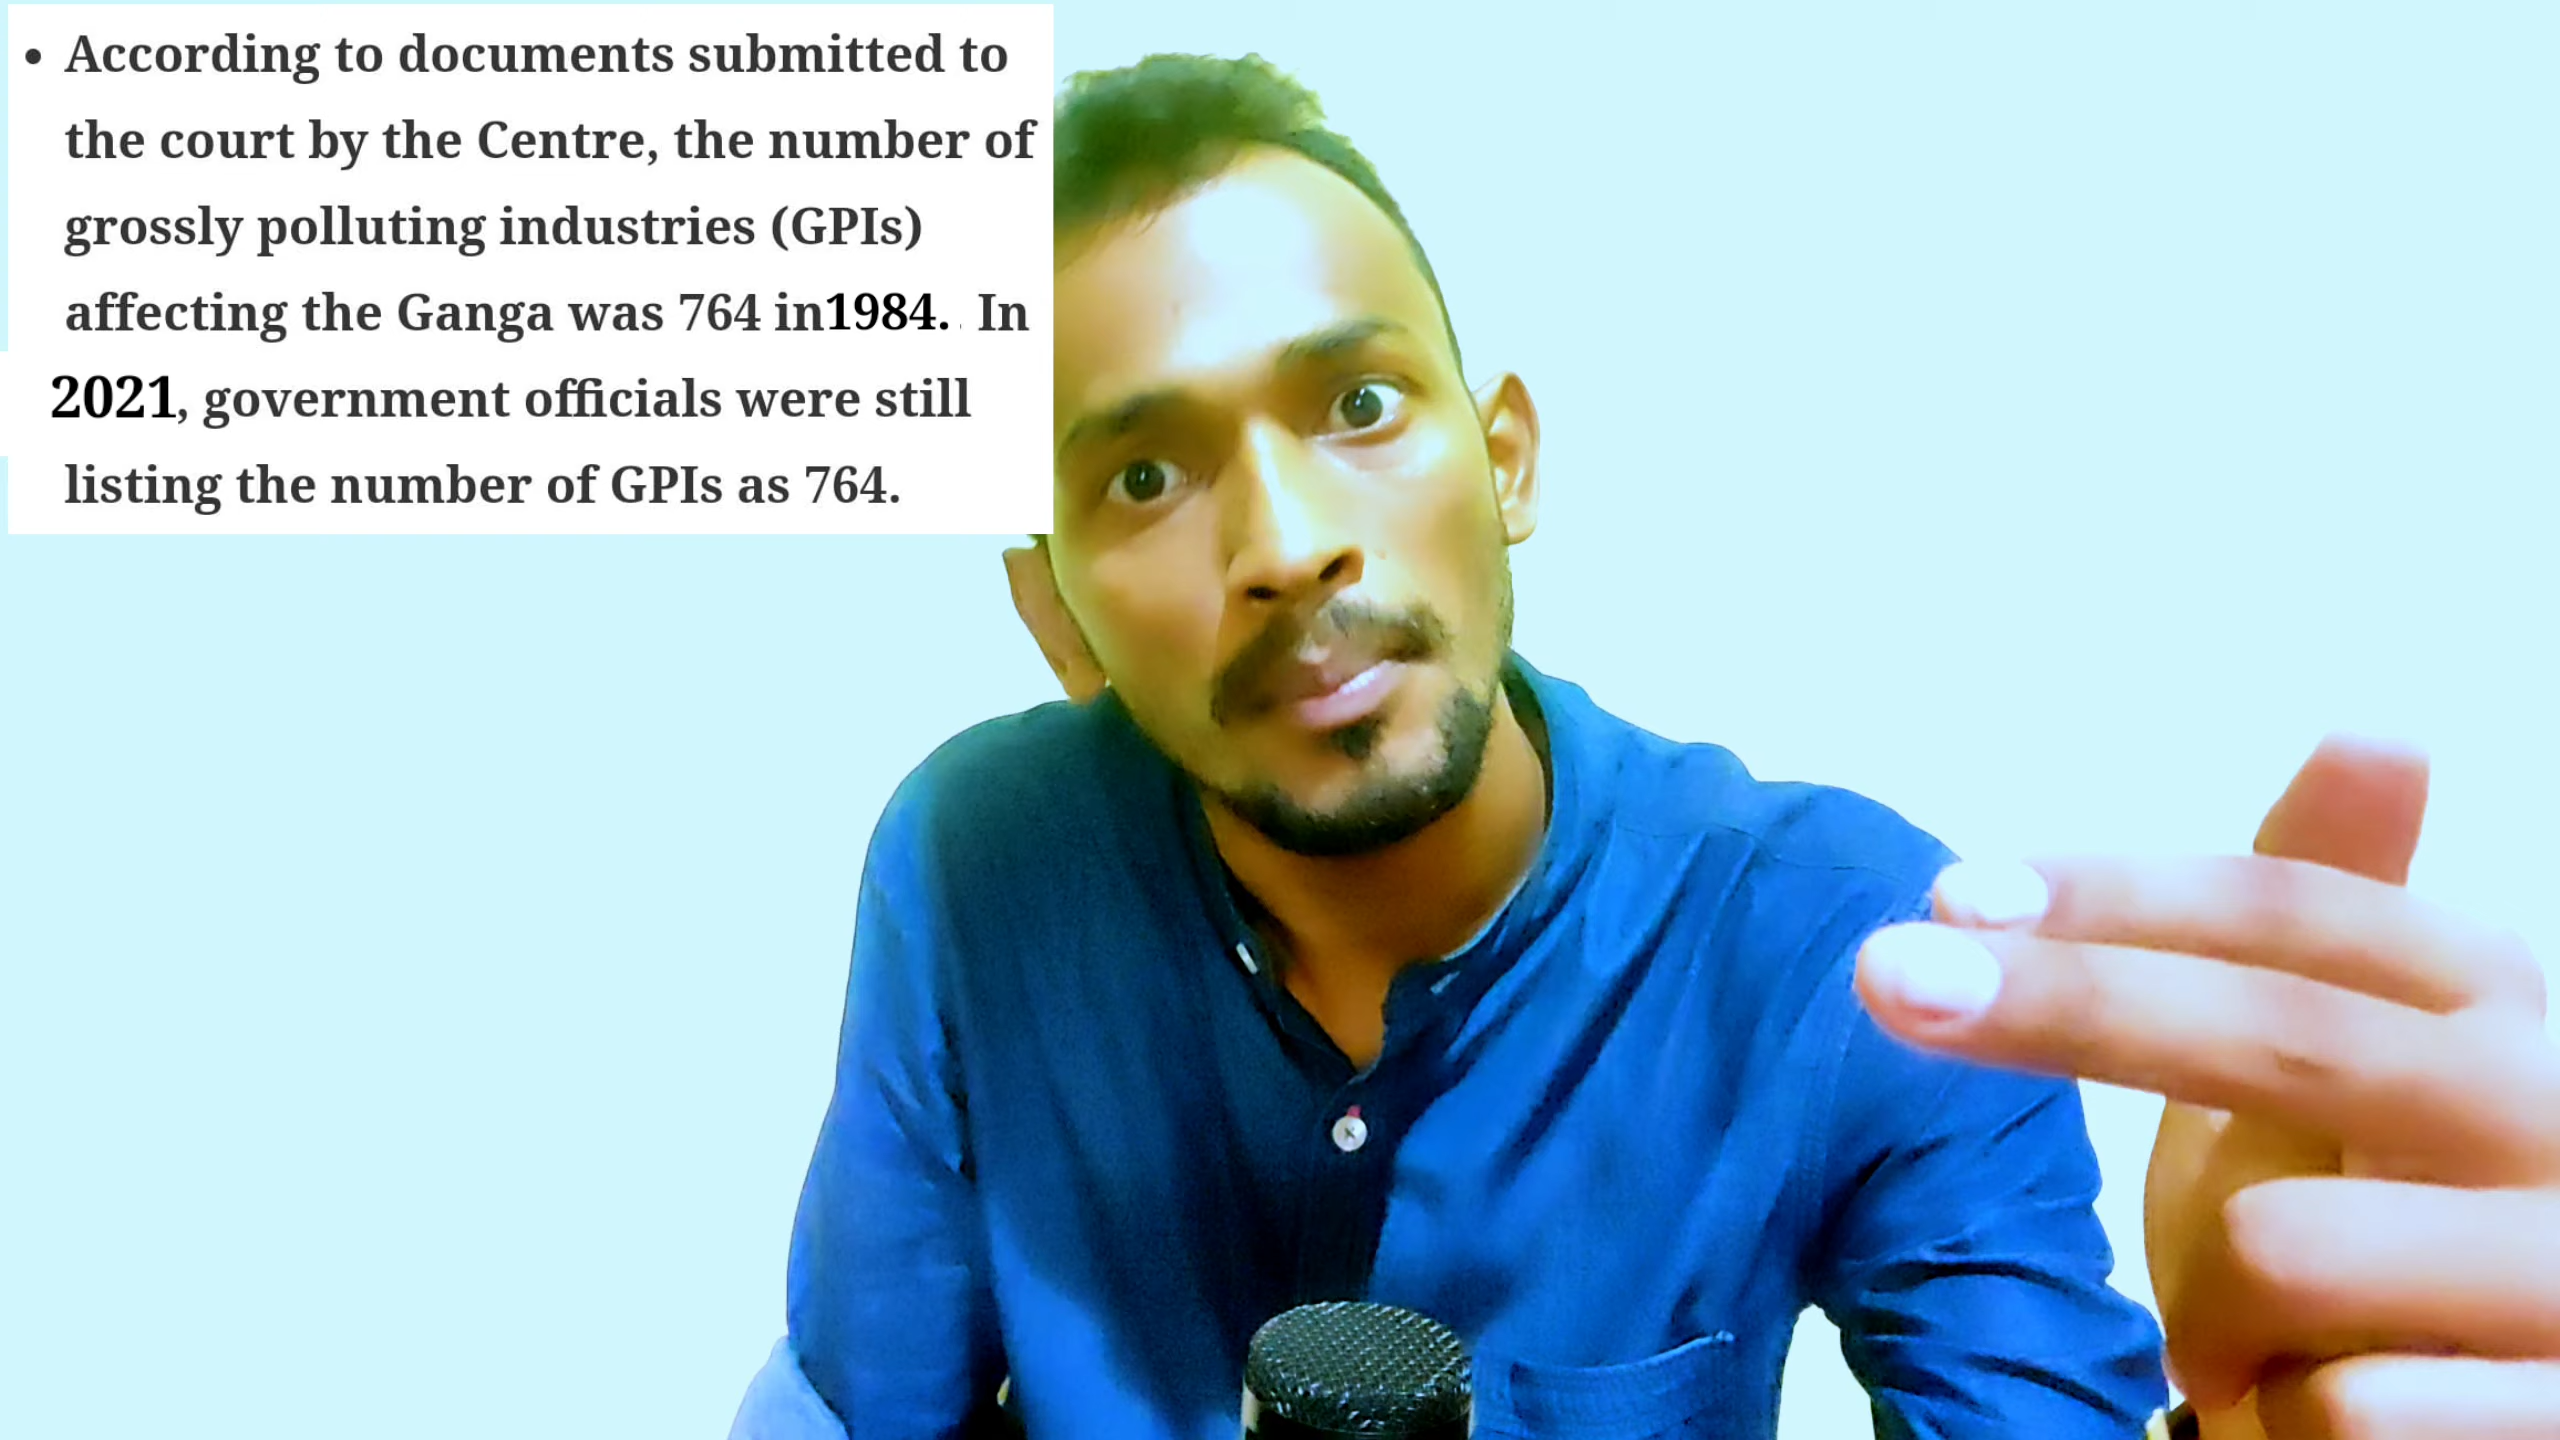 • According to documents submitted to
the court by the Centre, the number of
grossly polluting industries (GPIs)
affecting the Ganga was 764 in1984. . In
2021, government officials were still
listing the number of GPIs as 764.